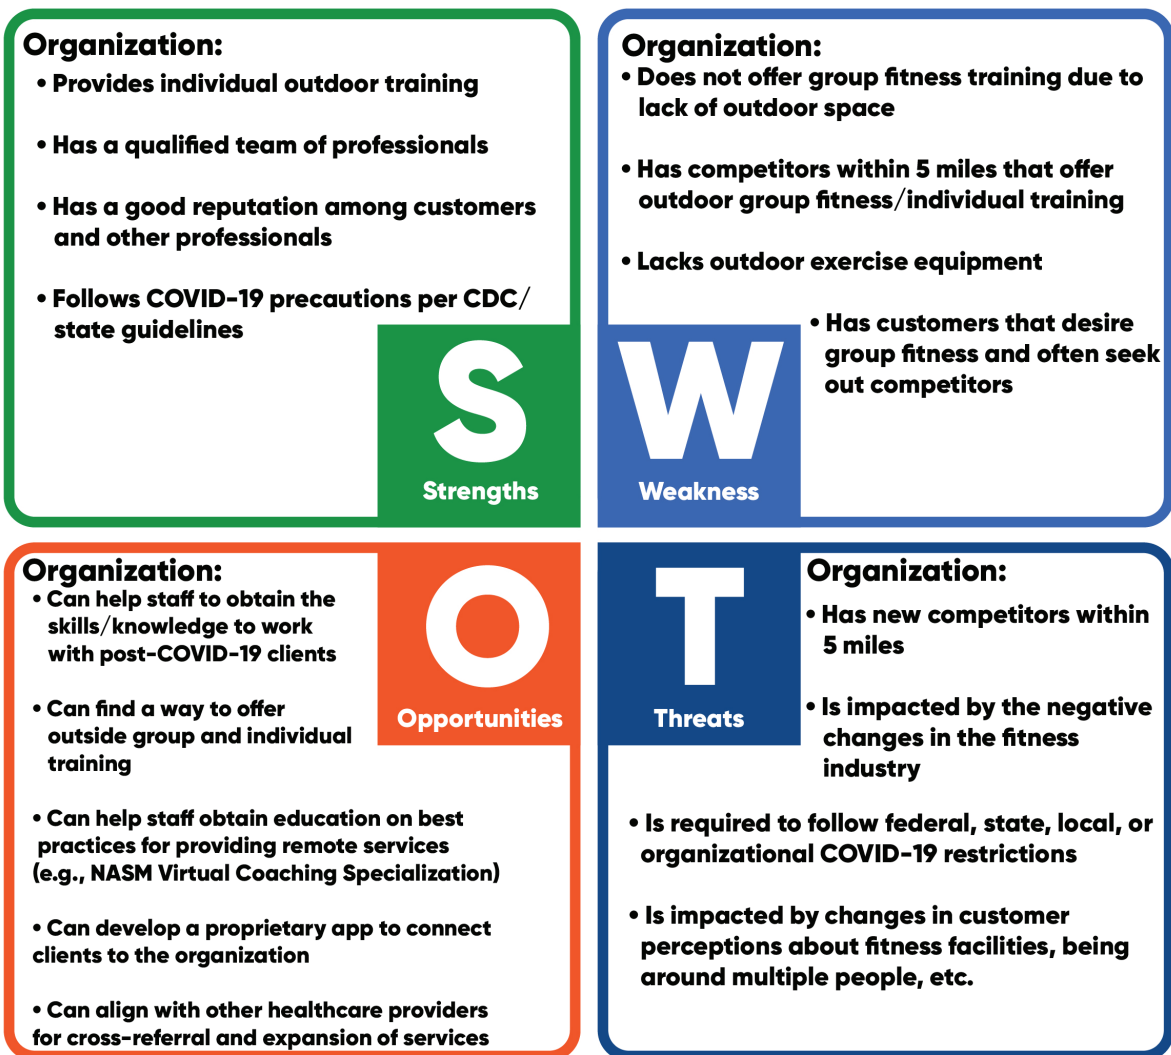 Organization:
• Provides individual outdoor training
• Has a qualified team of professionals
• Has a good reputation among customers
and other professionals
• Follows COVID-19 precautions per CDC/
state guidelines
S
Strengths
Organization:
• Does not offer group fitness training due to
lack of outdoor space
• Has competitors within 5 miles that offer
outdoor group fitness/individual training
• Lacks outdoor exercise equipment
• Has customers that desire
group fitness and often seek
out competitors
W
Weakness
Organization:
• Can help staff to obtain the
skills/knowledge to work
with post-COVID-19 clients
• Can find a way to offer
outside group and individual
training
• Can help staff obtain education on best
practices for providing remote services
(e.g., NASM Virtual Coaching Specialization)
• Can develop a proprietary app to connect
clients to the organization
• Can align with other healthcare providers
for cross-referral and expansion of services
O
Opportunities
Organization:
• Has new competitors within
5 miles
• Is impacted by the negative
changes in the fitness
industry
• Is required to follow federal, state, local, or
organizational COVID-19 restrictions
• Is impacted by changes in customer
perceptions about fitness facilities, being
around multiple people, etc.
T
Threats